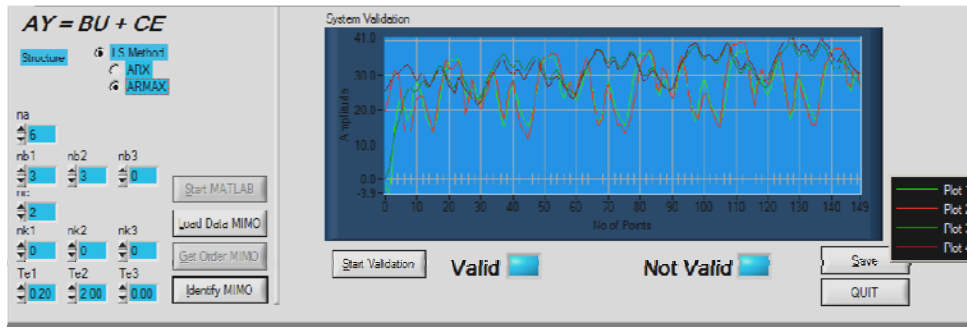 AY = BU + CE
Structure
LS Method
ARX
ARMAX
na
6
nb1 nb2 nb3
3 3 0
nc
2
nk1 nk2 nk3
0 0 0
Te1 Te2 Te3
0.20 2.00 0.00
Start MATLAB
Load Data MIMO
Get Order MIMO
Identify MIMO
System Validation
Amplitude
41.0
30.0
20.0
10.0
0.0
-3.9
0 10 20 30 40 50 60 70 80 90 100 110 120 130 140 149
No of Points
Plot 1
Plot 2
Plot 3
Plot 4
Start Validation
Valid
Not Valid
Save
QUIT